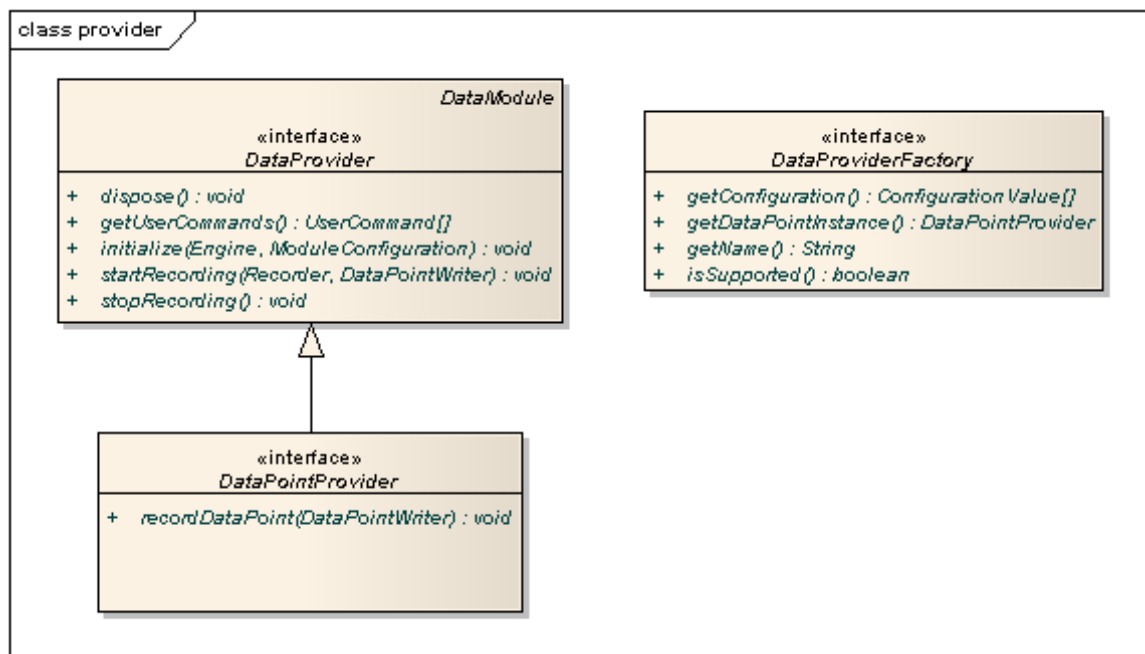 class provider
DataModule
«interface»
DataProvider
+ dispose() : void
+ getUserCommands() : UserCommand[]
+ initialize(Engine, ModuleConfiguration) : void
+ startRecording(Recorder, DataPointWriter) : void
+ stopRecording() : void
«interface»
DataProviderFactory
+ getConfiguration() : ConfigurationValue[]
+ getDataPointInstance() : DataPointProvider
+ getName() : String
+ isSupported() : boolean
«interface»
DataPointProvider
+ recordDataPoint(DataPointWriter) : void